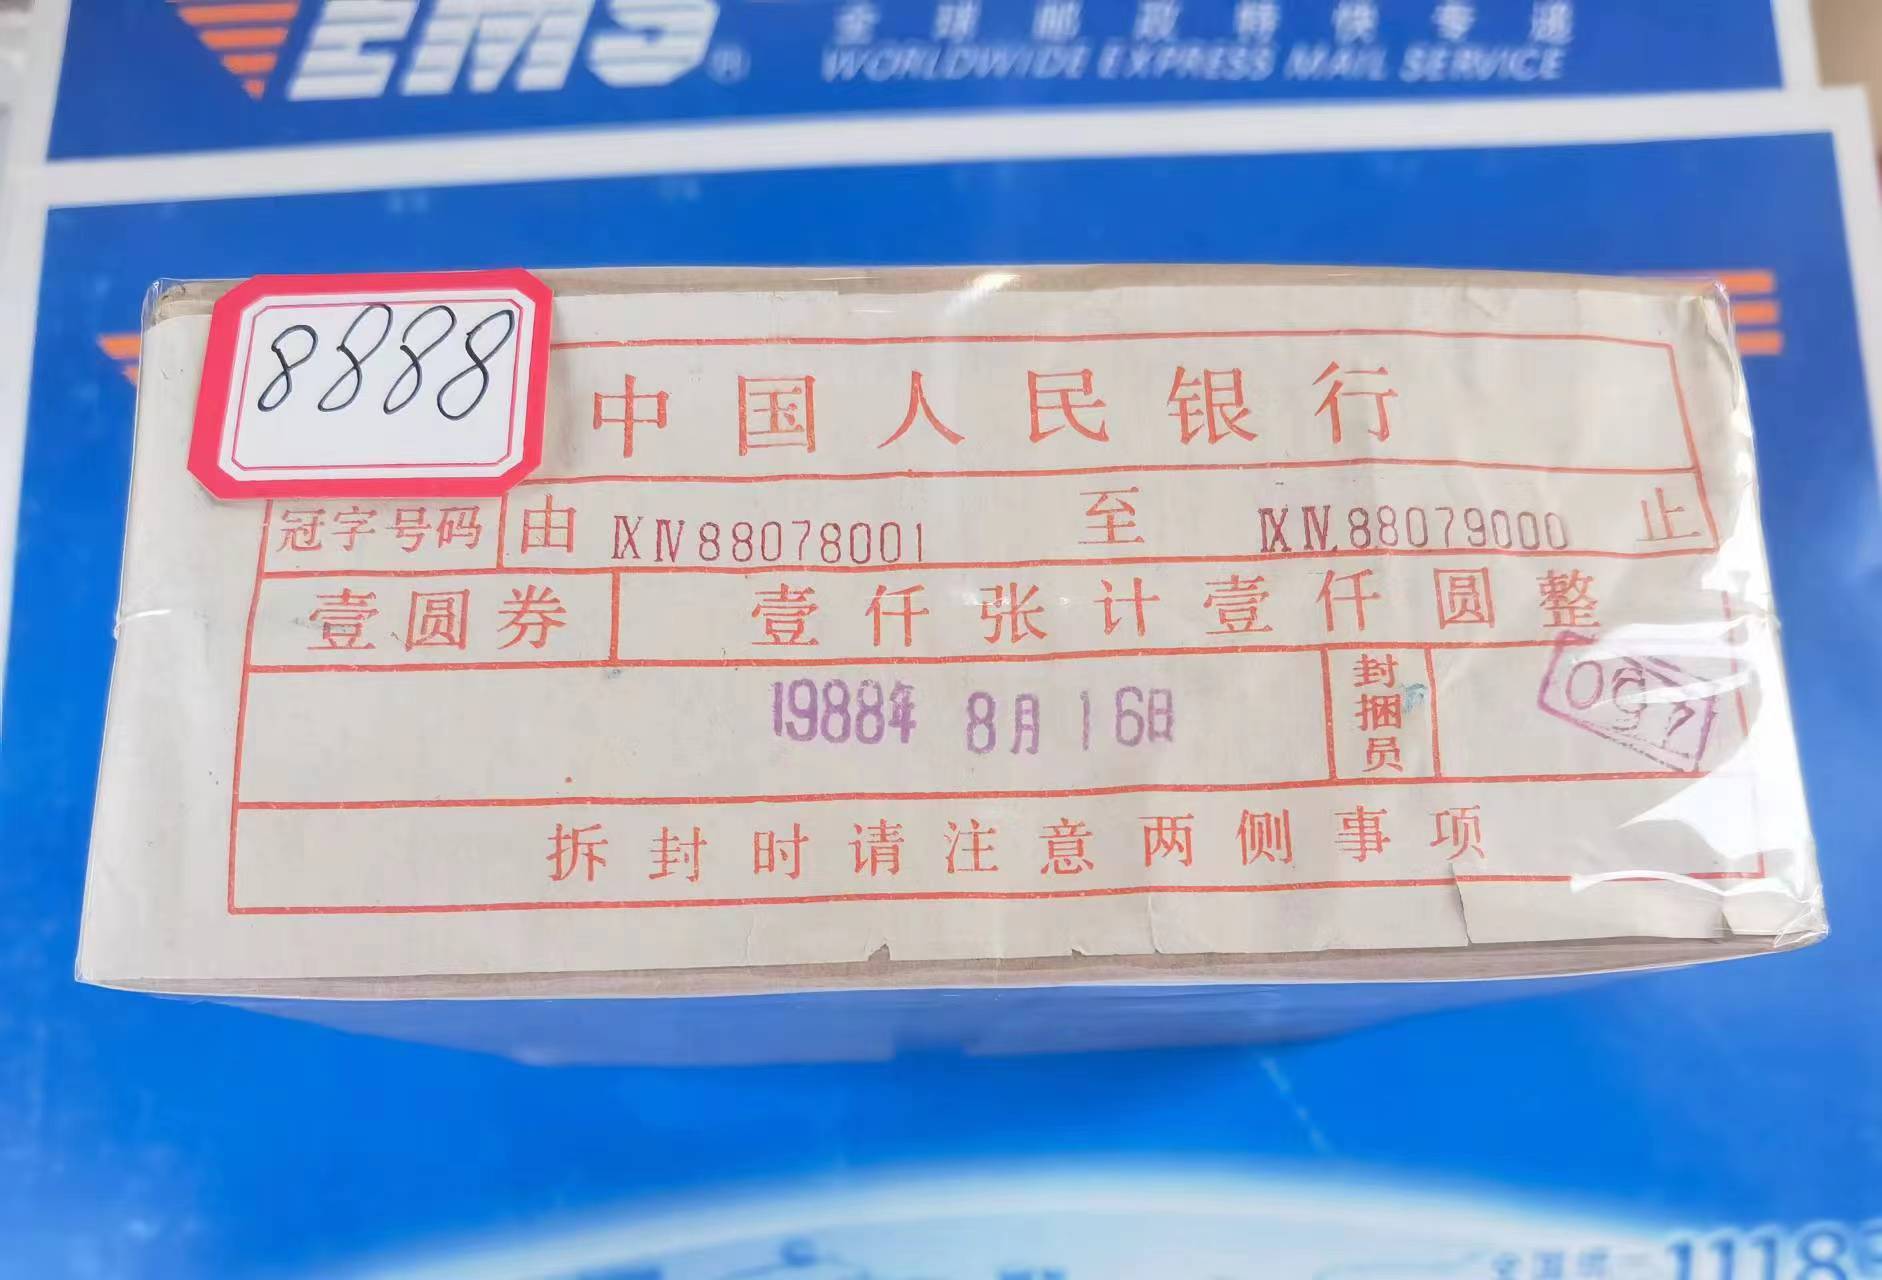 EMS®
全球邮政特快专递
WORLDWIDE EXPRESS MAIL SERVICE
8888
中国人民银行
冠字号码 由 ⅨⅣ88078001 至 ⅨⅣ.88079000 止
壹圆券 壹仟张计壹仟圆整
1988年 8月16日 封捆员
拆封时请注意两侧事项
11183